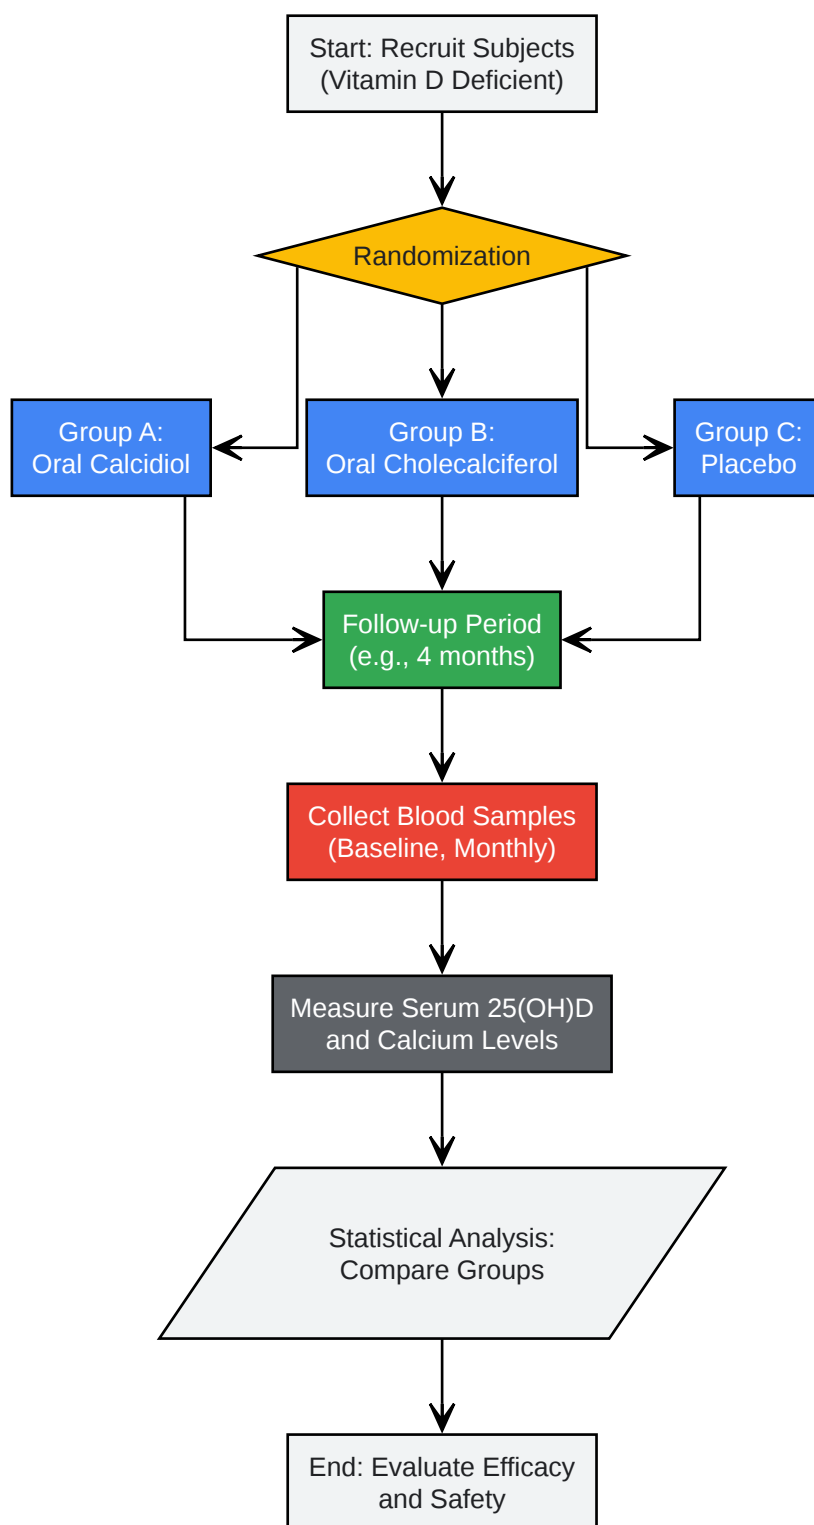 Start: Recruit Subjects
(Vitamin D Deficient)
Randomization
Group A:
Oral Calcidiol
Group B:
Oral Cholecalciferol
Group C:
Placebo
Follow-up Period
(e.g., 4 months)
Collect Blood Samples
(Baseline, Monthly)
Measure Serum 25(OH)D
and Calcium Levels
Statistical Analysis:
Compare Groups
End: Evaluate Efficacy
and Safety